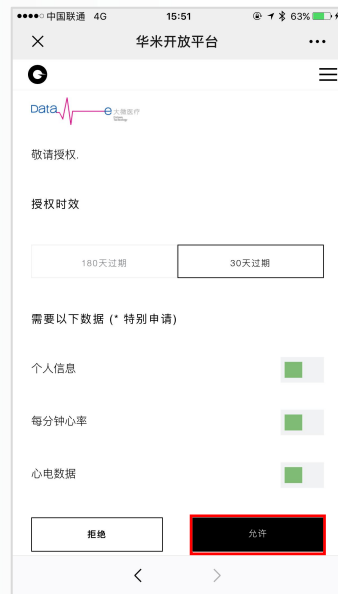 中国联通 4G 15:51 63%
华米开放平台
Data e 大糖医疗
敬请授权.
授权时效
180天过期 30天过期
需要以下数据 (* 特别申请)
个人信息
每分钟心率
心电数据
拒绝 允许